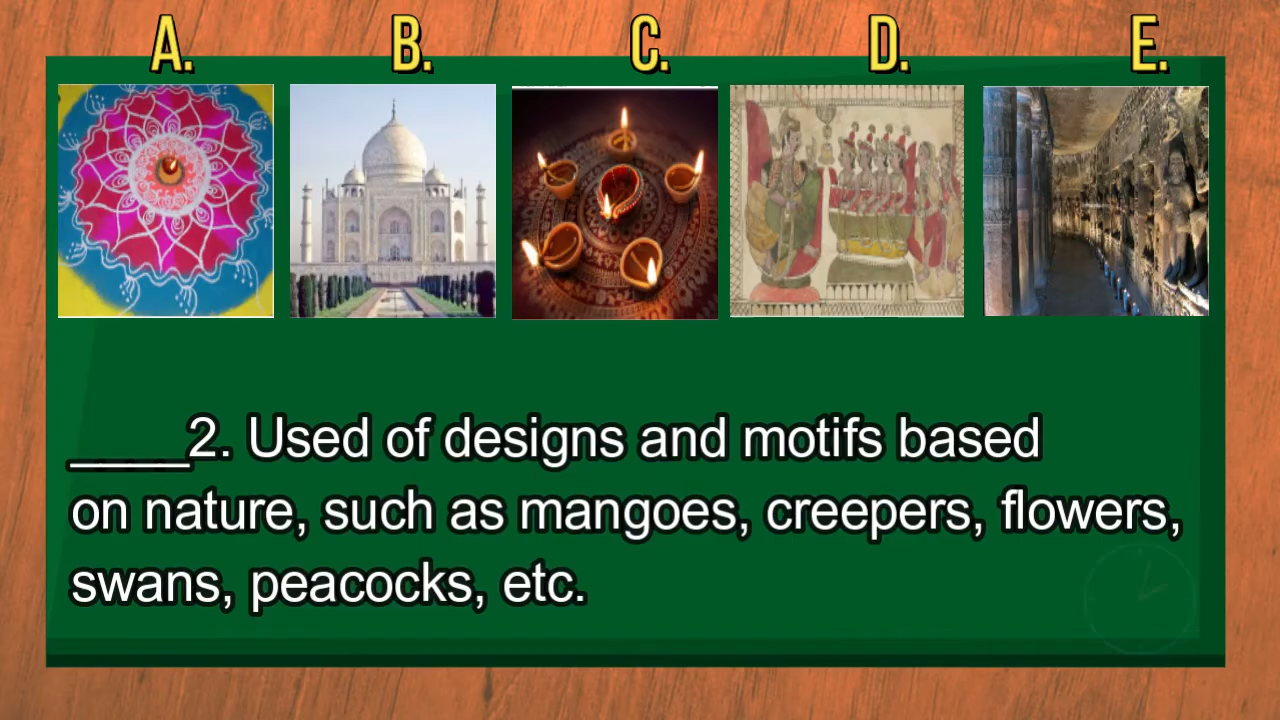 A. B. C. D. E.
____2. Used of designs and motifs based
on nature, such as mangoes, creepers, flowers,
swans, peacocks, etc.